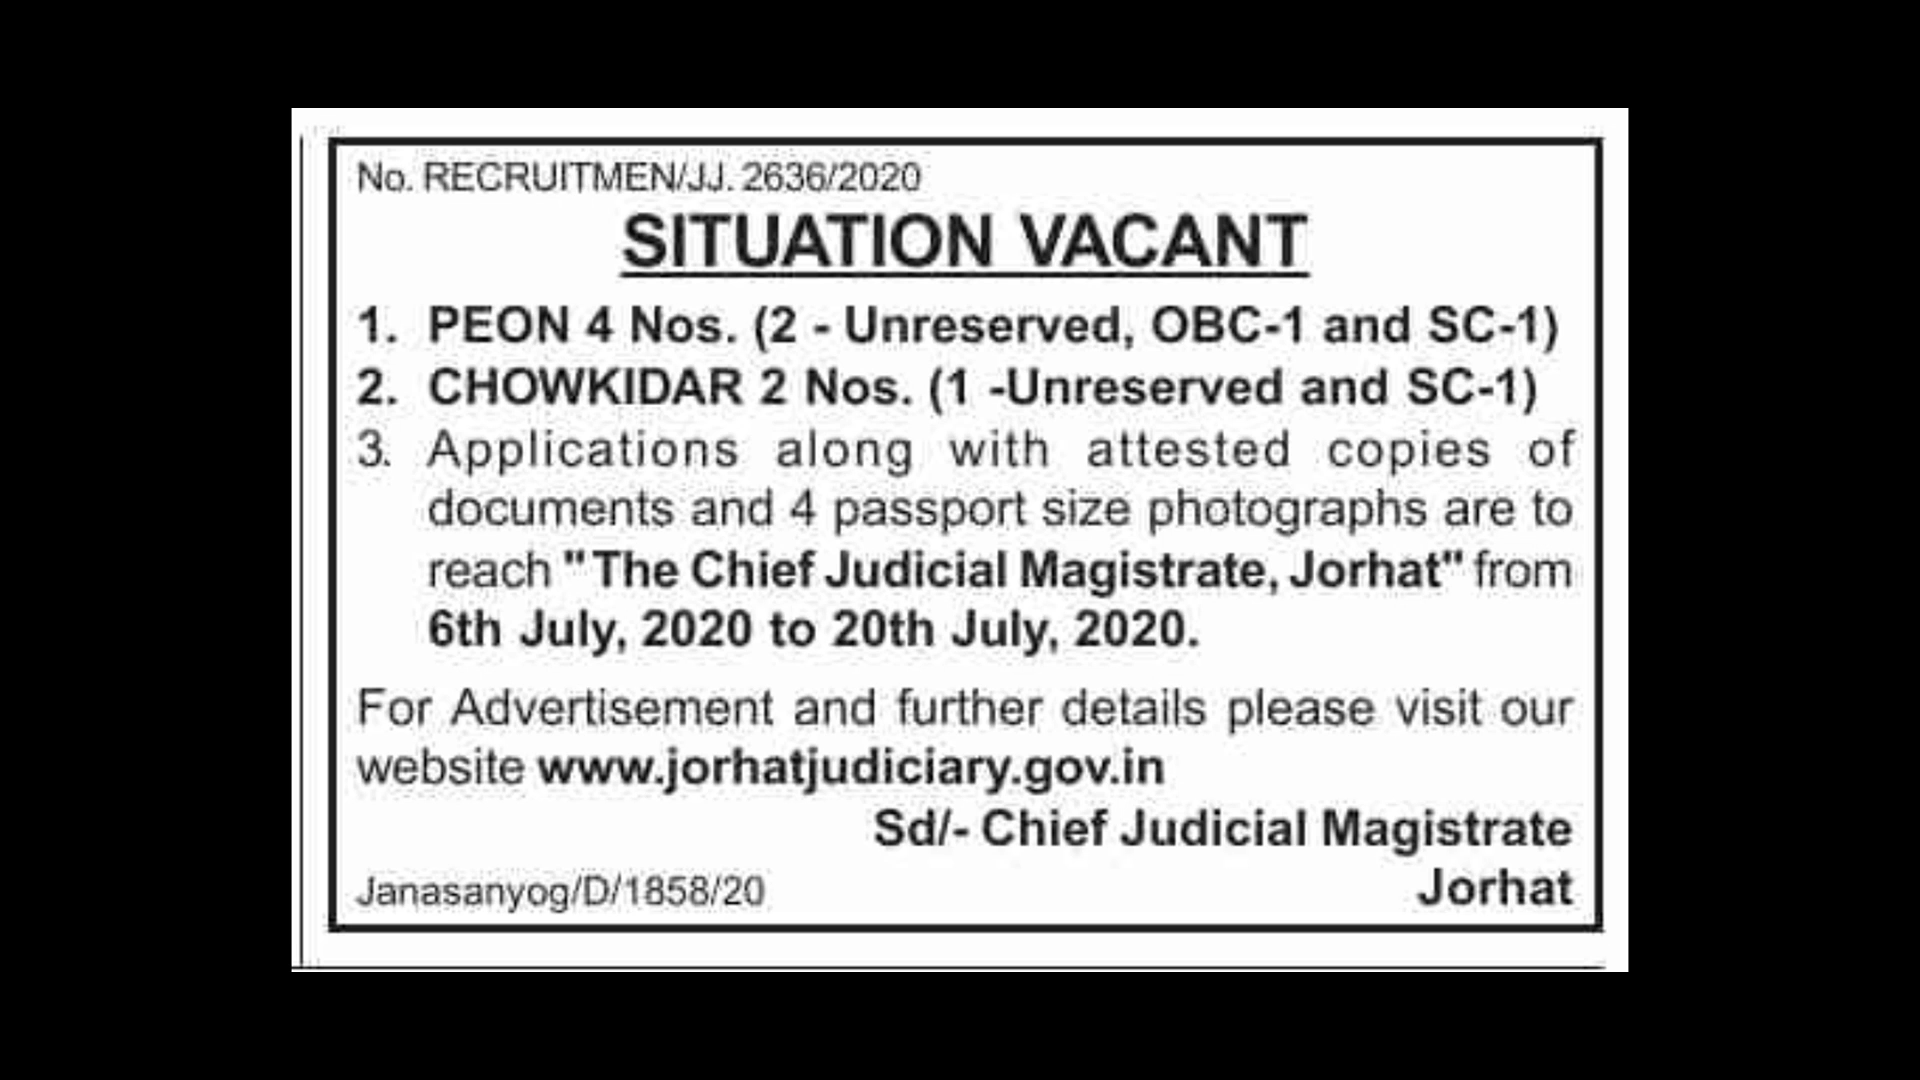 No. RECRUITMEN/JJ. 2636/2020
SITUATION VACANT
1. PEON 4 Nos. (2 - Unreserved, OBC-1 and SC-1)
2. CHOWKIDAR 2 Nos. (1 -Unreserved and SC-1)
3. Applications along with attested copies of
documents and 4 passport size photographs are to
reach "The Chief Judicial Magistrate, Jorhat" from
6th July, 2020 to 20th July, 2020.
For Advertisement and further details please visit our
website www.jorhatjudiciary.gov.in
Sd/- Chief Judicial Magistrate
Janasanyog/D/1858/20 Jorhat